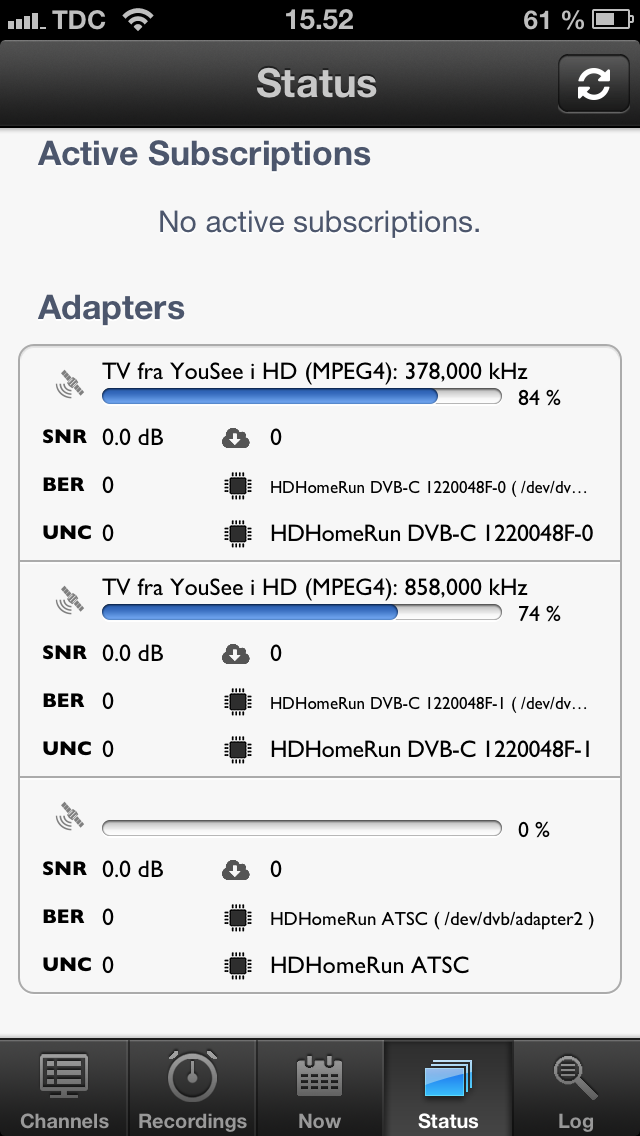 TDC 15.52 61 %
Status
Active Subscriptions
No active subscriptions.
Adapters
TV fra YouSee i HD (MPEG4): 378,000 kHz
84 %
SNR 0.0 dB 0
BER 0 HDHomeRun DVB-C 1220048F-0 ( /dev/dv…
UNC 0 HDHomeRun DVB-C 1220048F-0
TV fra YouSee i HD (MPEG4): 858,000 kHz
74 %
SNR 0.0 dB 0
BER 0 HDHomeRun DVB-C 1220048F-1 ( /dev/dv…
UNC 0 HDHomeRun DVB-C 1220048F-1
0 %
SNR 0.0 dB 0
BER 0 HDHomeRun ATSC ( /dev/dvb/adapter2 )
UNC 0 HDHomeRun ATSC
Channels Recordings Now Status Log